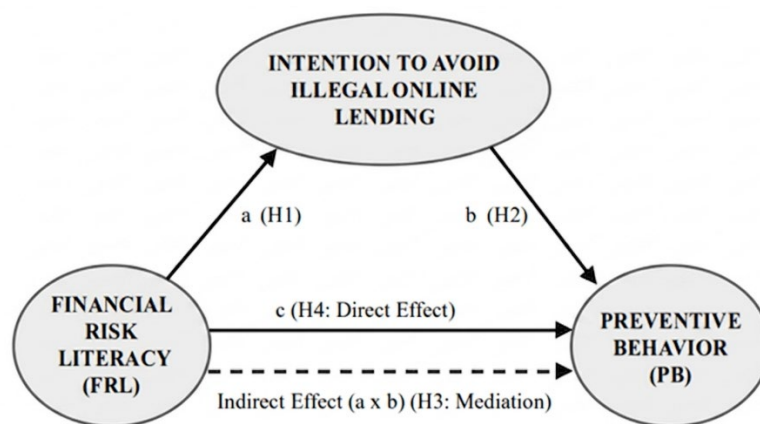 INTENTION TO AVOID
ILLEGAL ONLINE
LENDING
a (H1)
b (H2)
FINANCIAL
RISK
LITERACY
(FRL)
c (H4: Direct Effect)
PREVENTIVE
BEHAVIOR
(PB)
Indirect Effect (a x b) (H3: Mediation)